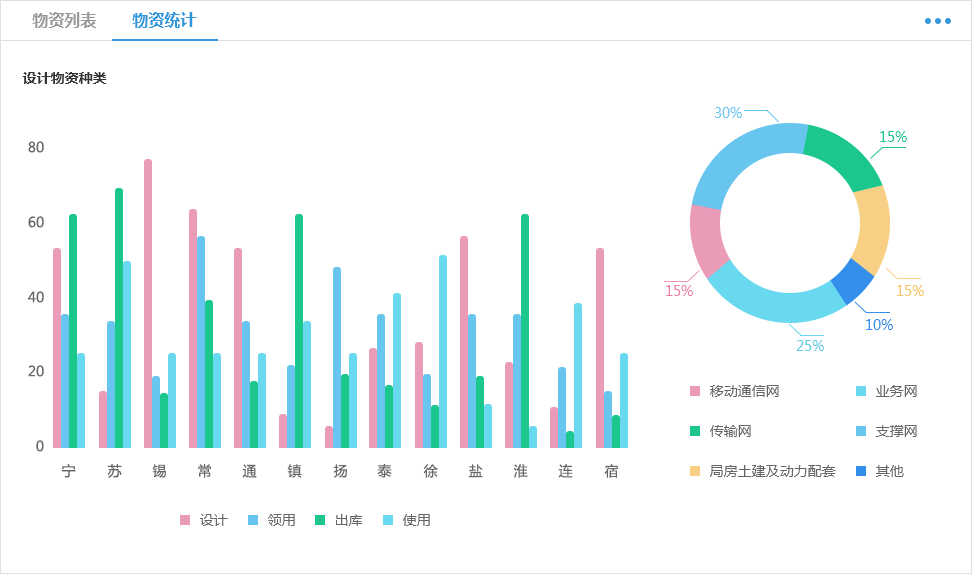 物资列表 物资统计
设计物资种类
80
60
40
20
0
宁 苏 锡 常 通 镇 扬 泰 徐 盐 淮 连 宿
设计 领用 出库 使用
30%
15%
15%
15%
10%
25%
移动通信网 业务网
传输网 支撑网
局房土建及动力配套 其他